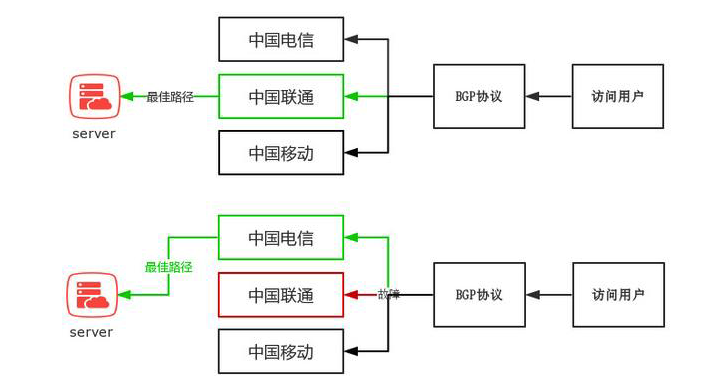 中国电信
最佳路径
中国联通
BGP协议
访问用户
server
中国移动
中国电信
最佳路径
中国联通
故障
BGP协议
访问用户
server
中国移动